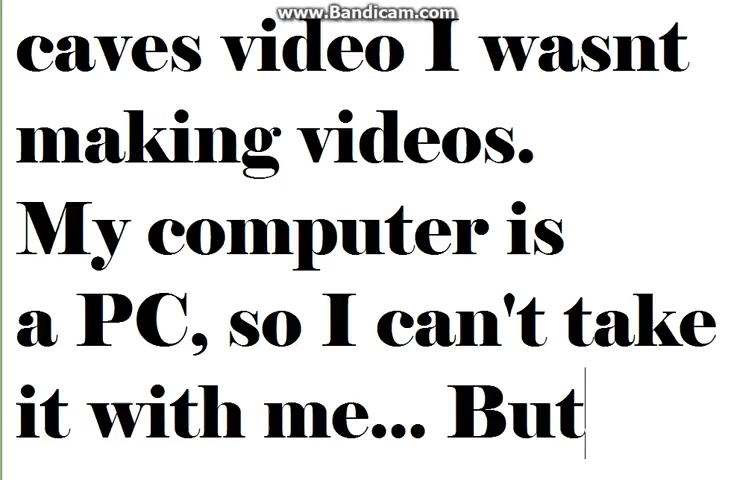 www.Bandicam.com
caves video I wasnt
making videos.
My computer is
a PC, so I can't take
it with me... But